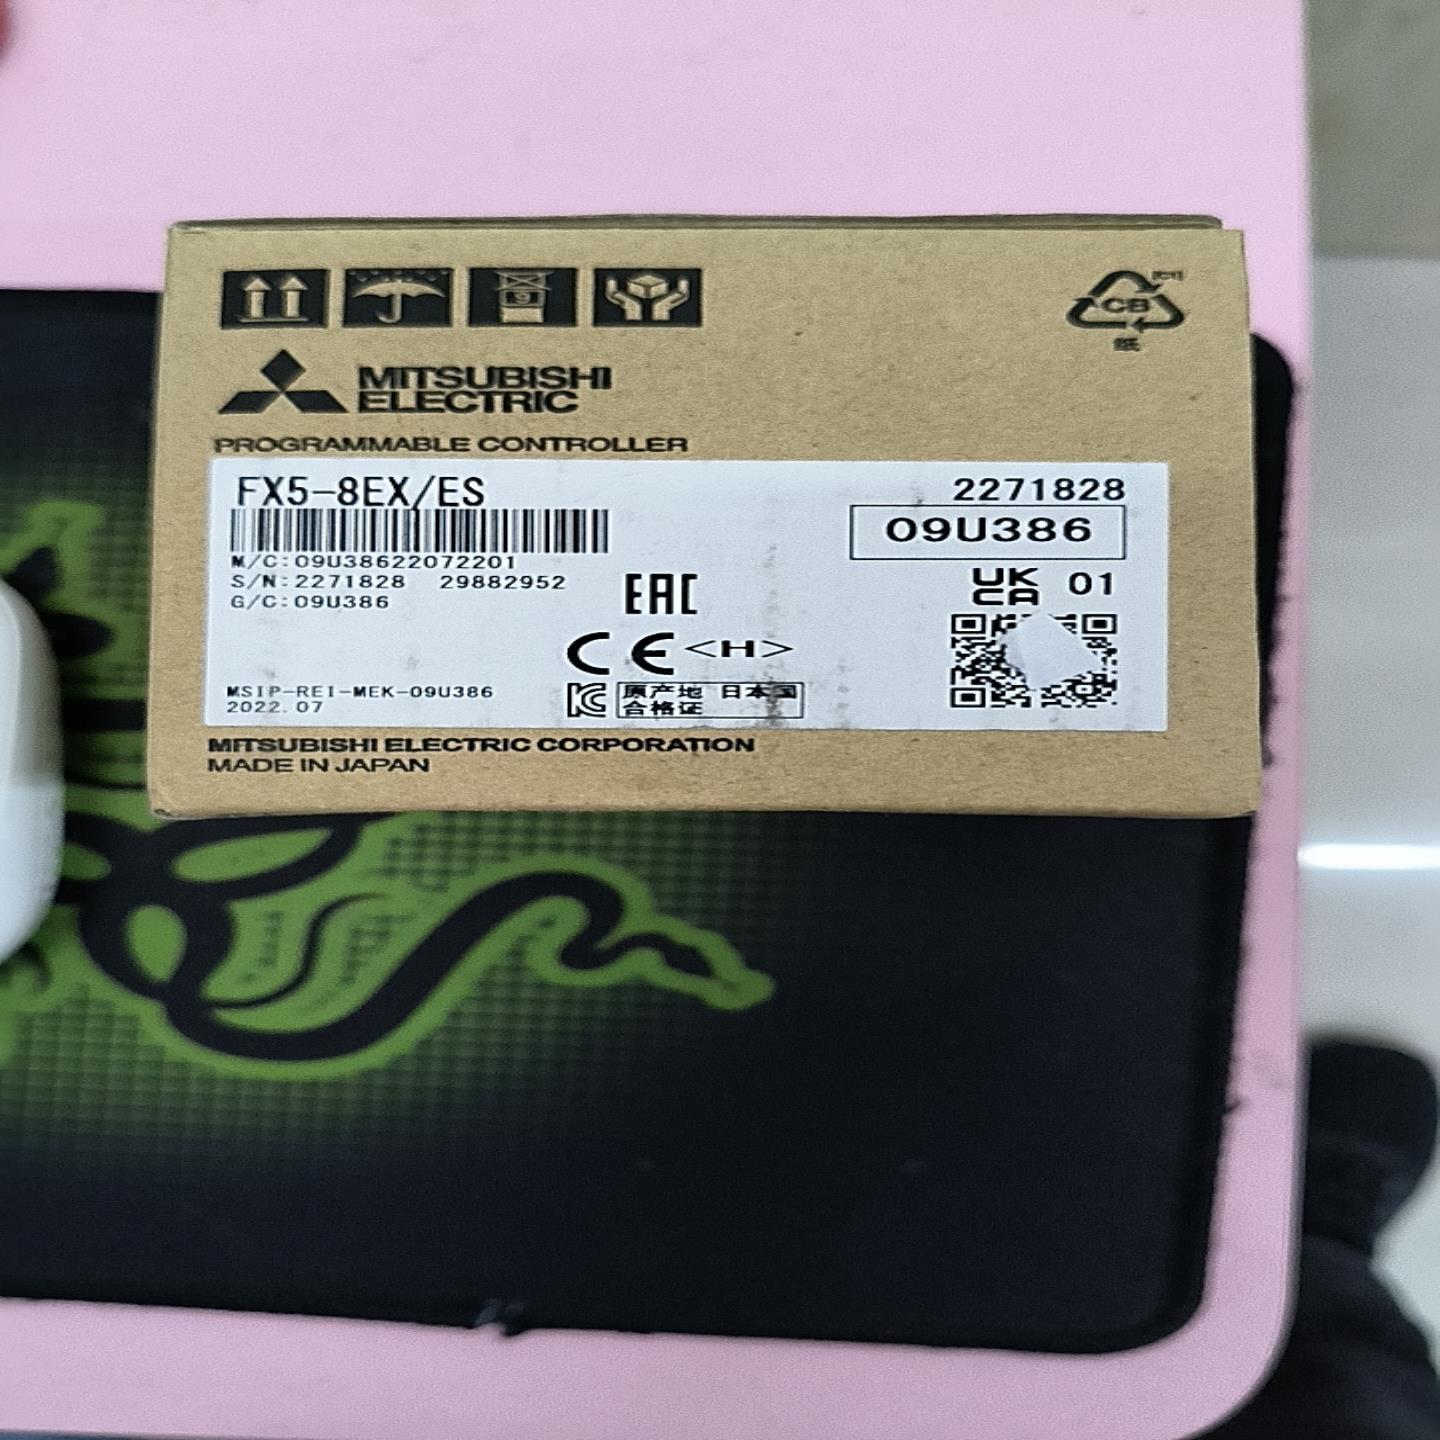 9
CB
紙
MITSUBISHI
ELECTRIC
PROGRAMMABLE CONTROLLER
FX5-8EX/ES
2271828
09U386
M/C:09U38622072201
S/N:2271828 29882952
G/C:09U386
EAC
UK
CA
01
CE <H>
MSIP-REI-MEK-09U386
2022.07
原产地 日本国
合格证
MITSUBISHI ELECTRIC CORPORATION
MADE IN JAPAN